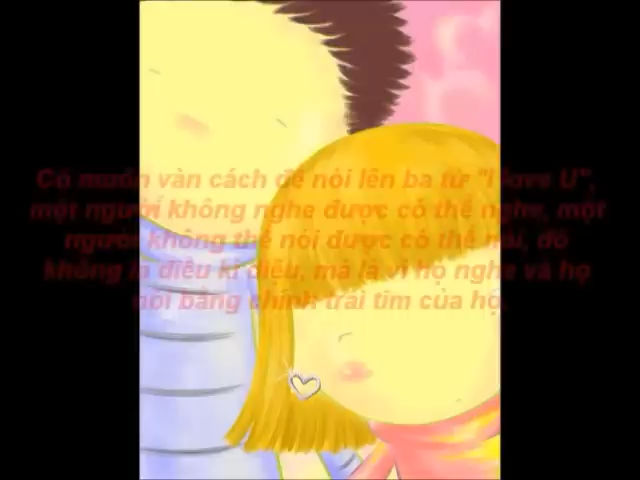 Có muôn vàn cách để nói lên ba từ "I love U",
một người không nghe được có thể nghe, một
người không thể nói được có thể nói, đó
không là điều kì diệu, mà là vì họ nghe và họ
nói bằng chính trái tim của họ.